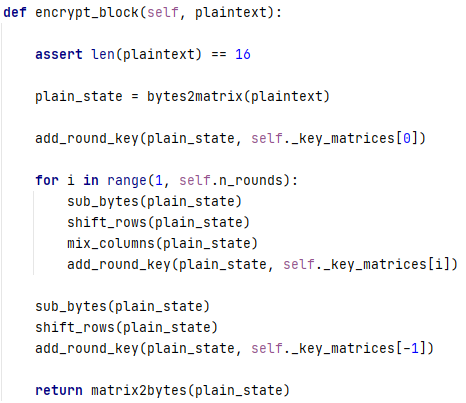 def encrypt_block(self, plaintext):
assert len(plaintext) == 16
plain_state = bytes2matrix(plaintext)
add_round_key(plain_state, self._key_matrices[0])
for i in range(1, self.n_rounds):
sub_bytes(plain_state)
shift_rows(plain_state)
mix_columns(plain_state)
add_round_key(plain_state, self._key_matrices[i])
sub_bytes(plain_state)
shift_rows(plain_state)
add_round_key(plain_state, self._key_matrices[-1])
return matrix2bytes(plain_state)